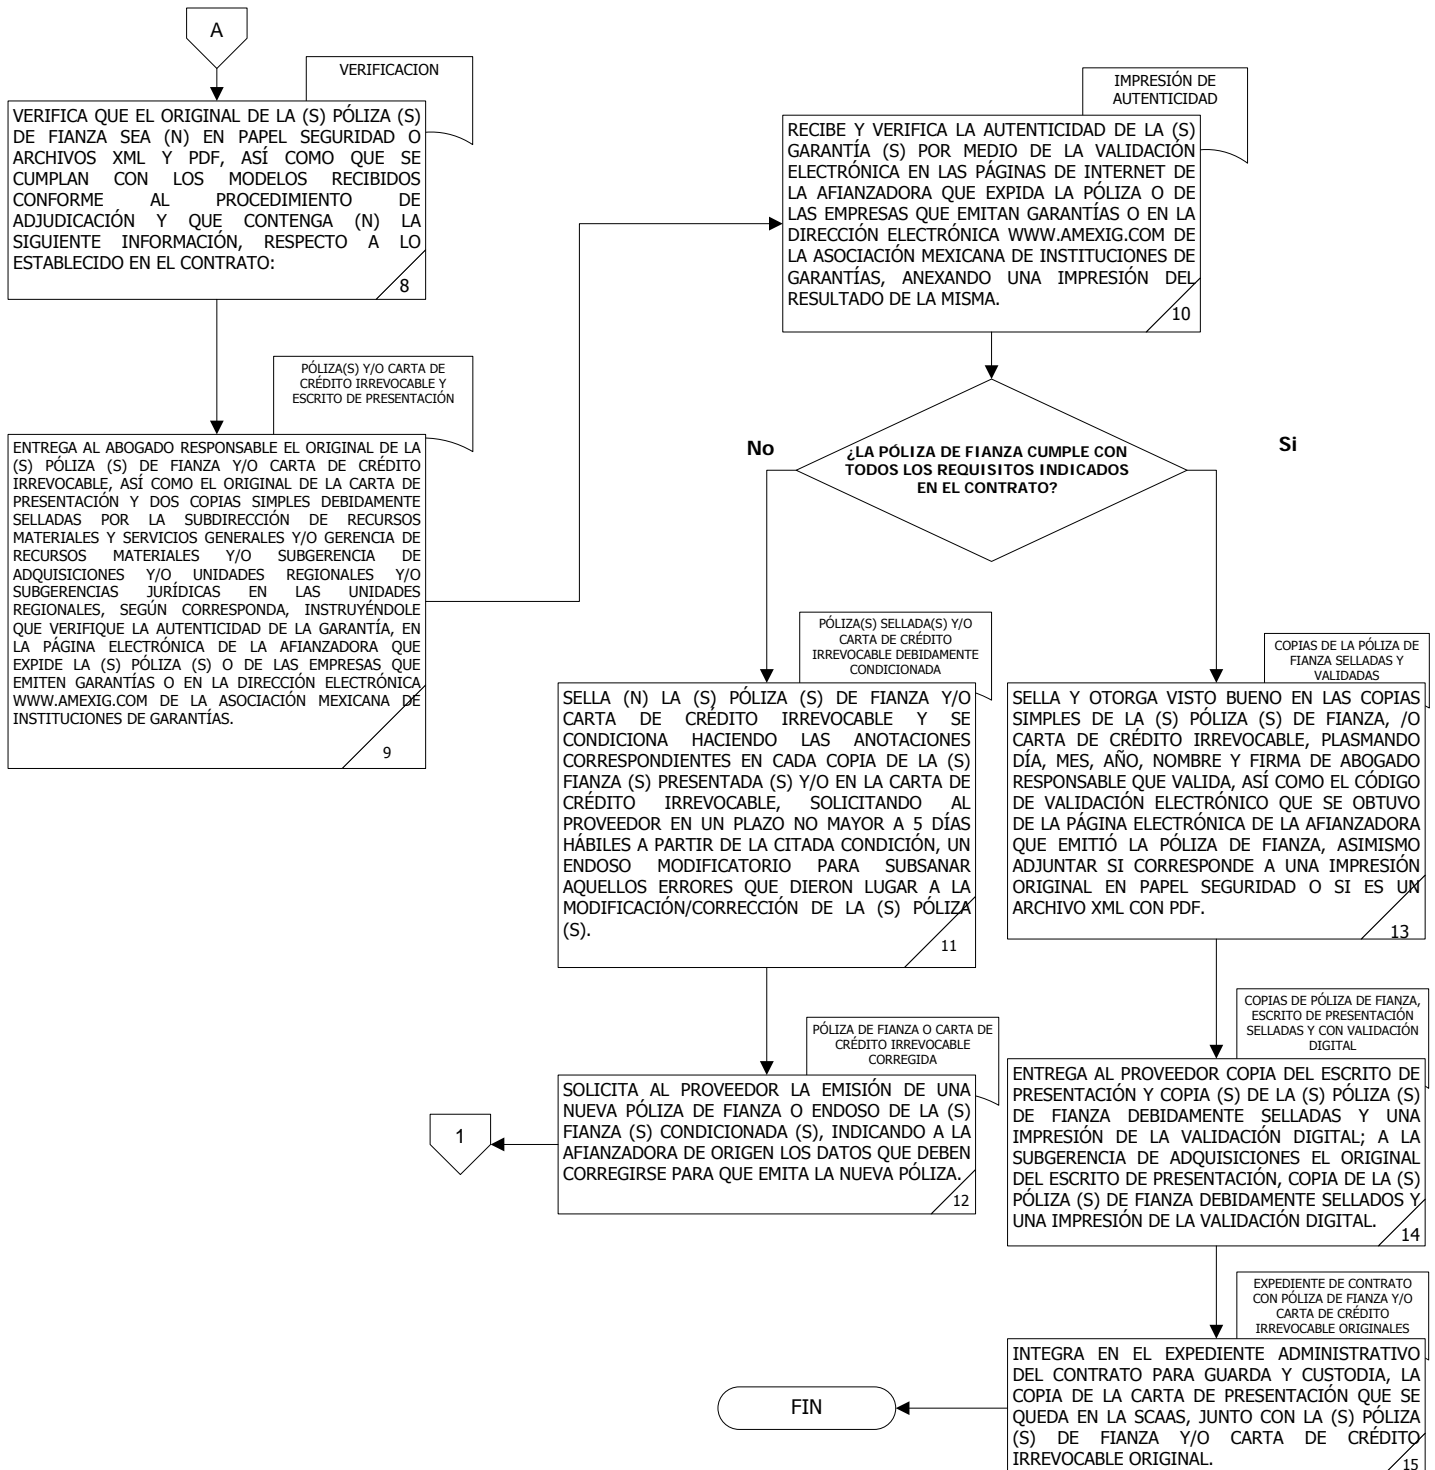 A
VERIFICACION
VERIFICA QUE EL ORIGINAL DE LA (S) PÓLIZA (S)
DE FIANZA SEA (N) EN PAPEL SEGURIDAD O
ARCHIVOS XML Y PDF, ASÍ COMO QUE SE
CUMPLAN CON LOS MODELOS RECIBIDOS
CONFORME AL PROCEDIMIENTO DE
ADJUDICACIÓN Y QUE CONTENGA (N) LA
SIGUIENTE INFORMACIÓN, RESPECTO A LO
ESTABLECIDO EN EL CONTRATO:
8
PÓLIZA(S) Y/O CARTA DE
CRÉDITO IRREVOCABLE Y
ESCRITO DE PRESENTACIÓN
ENTREGA AL ABOGADO RESPONSABLE EL ORIGINAL DE LA
(S) PÓLIZA (S) DE FIANZA Y/O CARTA DE CRÉDITO
IRREVOCABLE, ASÍ COMO EL ORIGINAL DE LA CARTA DE
PRESENTACIÓN Y DOS COPIAS SIMPLES DEBIDAMENTE
SELLADAS POR LA SUBDIRECCIÓN DE RECURSOS
MATERIALES Y SERVICIOS GENERALES Y/O GERENCIA DE
RECURSOS MATERIALES Y/O SUBGERENCIA DE
ADQUISICIONES Y/O UNIDADES REGIONALES Y/O
SUBGERENCIAS JURÍDICAS EN LAS UNIDADES
REGIONALES, SEGÚN CORRESPONDA, INSTRUYÉNDOLE
QUE VERIFIQUE LA AUTENTICIDAD DE LA GARANTÍA, EN
LA PÁGINA ELECTRÓNICA DE LA AFIANZADORA QUE
EXPIDE LA (S) PÓLIZA (S) O DE LAS EMPRESAS QUE
EMITEN GARANTÍAS O EN LA DIRECCIÓN ELECTRÓNICA
WWW.AMEXIG.COM DE LA ASOCIACIÓN MEXICANA DE
INSTITUCIONES DE GARANTÍAS.
9
IMPRESIÓN DE
AUTENTICIDAD
RECIBE Y VERIFICA LA AUTENTICIDAD DE LA (S)
GARANTÍA (S) POR MEDIO DE LA VALIDACIÓN
ELECTRÓNICA EN LAS PÁGINAS DE INTERNET DE
LA AFIANZADORA QUE EXPIDA LA PÓLIZA O DE
LAS EMPRESAS QUE EMITAN GARANTÍAS O EN LA
DIRECCIÓN ELECTRÓNICA WWW.AMEXIG.COM DE
LA ASOCIACIÓN MEXICANA DE INSTITUCIONES DE
GARANTÍAS, ANEXANDO UNA IMPRESIÓN DEL
RESULTADO DE LA MISMA.
10
¿LA PÓLIZA DE FIANZA CUMPLE CON
TODOS LOS REQUISITOS INDICADOS
EN EL CONTRATO?
No
Si
PÓLIZA(S) SELLADA(S) Y/O
CARTA DE CRÉDITO
IRREVOCABLE DEBIDAMENTE
CONDICIONADA
SELLA (N) LA (S) PÓLIZA (S) DE FIANZA Y/O
CARTA DE CRÉDITO IRREVOCABLE Y SE
CONDICIONA HACIENDO LAS ANOTACIONES
CORRESPONDIENTES EN CADA COPIA DE LA (S)
FIANZA (S) PRESENTADA (S) Y/O EN LA CARTA DE
CRÉDITO IRREVOCABLE, SOLICITANDO AL
PROVEEDOR EN UN PLAZO NO MAYOR A 5 DÍAS
HÁBILES A PARTIR DE LA CITADA CONDICIÓN, UN
ENDOSO MODIFICATORIO PARA SUBSANAR
AQUELLOS ERRORES QUE DIERON LUGAR A LA
MODIFICACIÓN/CORRECCIÓN DE LA (S) PÓLIZA
(S).
11
PÓLIZA DE FIANZA O CARTA DE
CRÉDITO IRREVOCABLE
CORREGIDA
SOLICITA AL PROVEEDOR LA EMISIÓN DE UNA
NUEVA PÓLIZA DE FIANZA O ENDOSO DE LA (S)
FIANZA (S) CONDICIONADA (S), INDICANDO A LA
AFIANZADORA DE ORIGEN LOS DATOS QUE DEBEN
CORREGIRSE PARA QUE EMITA LA NUEVA PÓLIZA.
12
1
COPIAS DE LA PÓLIZA DE
FIANZA SELLADAS Y
VALIDADAS
SELLA Y OTORGA VISTO BUENO EN LAS COPIAS
SIMPLES DE LA (S) PÓLIZA (S) DE FIANZA, /O
CARTA DE CRÉDITO IRREVOCABLE, PLASMANDO
DÍA, MES, AÑO, NOMBRE Y FIRMA DE ABOGADO
RESPONSABLE QUE VALIDA, ASÍ COMO EL CÓDIGO
DE VALIDACIÓN ELECTRÓNICO QUE SE OBTUVO
DE LA PÁGINA ELECTRÓNICA DE LA AFIANZADORA
QUE EMITIÓ LA PÓLIZA DE FIANZA, ASIMISMO
ADJUNTAR SI CORRESPONDE A UNA IMPRESIÓN
ORIGINAL EN PAPEL SEGURIDAD O SI ES UN
ARCHIVO XML CON PDF.
13
COPIAS DE PÓLIZA DE FIANZA,
ESCRITO DE PRESENTACIÓN
SELLADAS Y CON VALIDACIÓN
DIGITAL
ENTREGA AL PROVEEDOR COPIA DEL ESCRITO DE
PRESENTACIÓN Y COPIA (S) DE LA (S) PÓLIZA (S)
DE FIANZA DEBIDAMENTE SELLADAS Y UNA
IMPRESIÓN DE LA VALIDACIÓN DIGITAL; A LA
SUBGERENCIA DE ADQUISICIONES EL ORIGINAL
DEL ESCRITO DE PRESENTACIÓN, COPIA DE LA (S)
PÓLIZA (S) DE FIANZA DEBIDAMENTE SELLADOS Y
UNA IMPRESIÓN DE LA VALIDACIÓN DIGITAL.
14
EXPEDIENTE DE CONTRATO
CON PÓLIZA DE FIANZA Y/O
CARTA DE CRÉDITO
IRREVOCABLE ORIGINALES
INTEGRA EN EL EXPEDIENTE ADMINISTRATIVO
DEL CONTRATO PARA GUARDA Y CUSTODIA, LA
COPIA DE LA CARTA DE PRESENTACIÓN QUE SE
QUEDA EN LA SCAAS, JUNTO CON LA (S) PÓLIZA
(S) DE FIANZA Y/O CARTA DE CRÉDITO
IRREVOCABLE ORIGINAL.
15
FIN